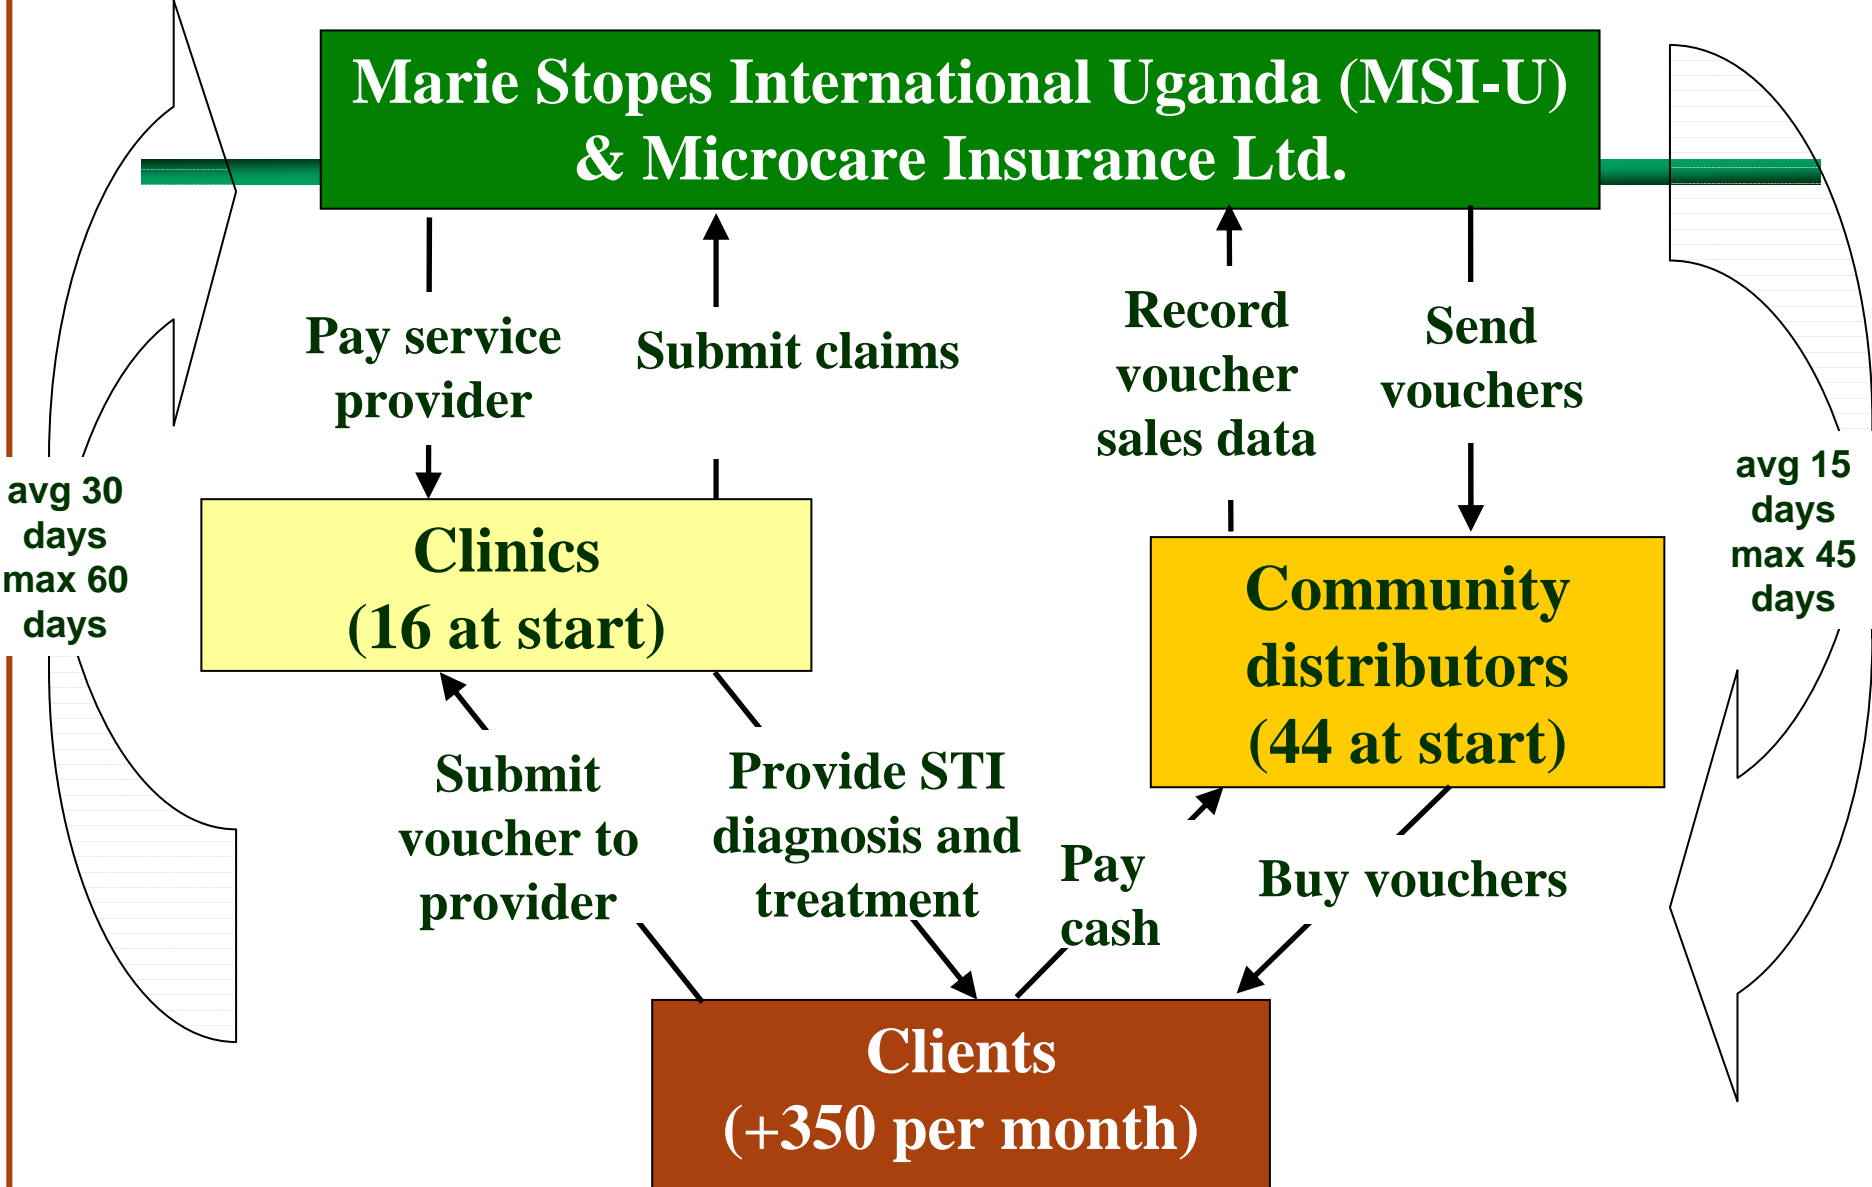 Marie Stopes International Uganda (MSI-U)
& Microcare Insurance Ltd.
Pay service
provider
Submit claims
Record
voucher
sales data
Send
vouchers
avg 30
days
max 60
days
Clinics
(16 at start)
Community
distributors
(44 at start)
avg 15
days
max 45
days
Submit
voucher to
provider
Provide STI
diagnosis and
treatment
Pay
cash
Buy vouchers
Clients
(+350 per month)